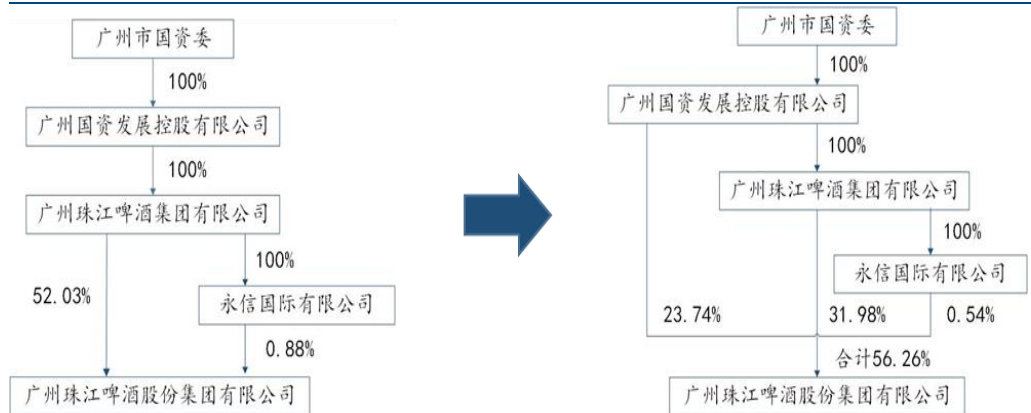 广州市国资委
100%
广州国资发展控股有限公司
100%
广州珠江啤酒集团有限公司
100%
52.03%
永信国际有限公司
0.88%
广州珠江啤酒股份集团有限公司
广州市国资委
100%
广州国资发展控股有限公司
100%
广州珠江啤酒集团有限公司
100%
永信国际有限公司
23.74%
31.98%
0.54%
合计56.26%
广州珠江啤酒股份集团有限公司